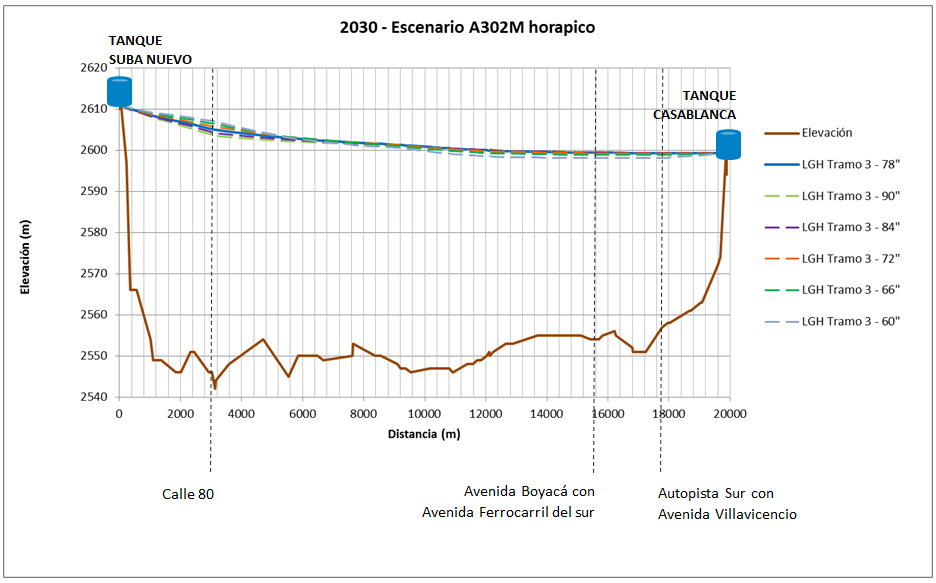 2030 - Escenario A302M horapico
TANQUE
SUBA NUEVO
TANQUE
CASABLANCA
2620
2610
2600
2590
2580
2570
2560
2550
2540
Elevación (m)
0 2000 4000 6000 8000 10000 12000 14000 16000 18000 20000
Distancia (m)
Elevación
LGH Tramo 3 - 78"
LGH Tramo 3 - 90"
LGH Tramo 3 - 84"
LGH Tramo 3 - 72"
LGH Tramo 3 - 66"
LGH Tramo 3 - 60"
Calle 80
Avenida Boyacá con
Avenida Ferrocarril del sur
Autopista Sur con
Avenida Villavicencio